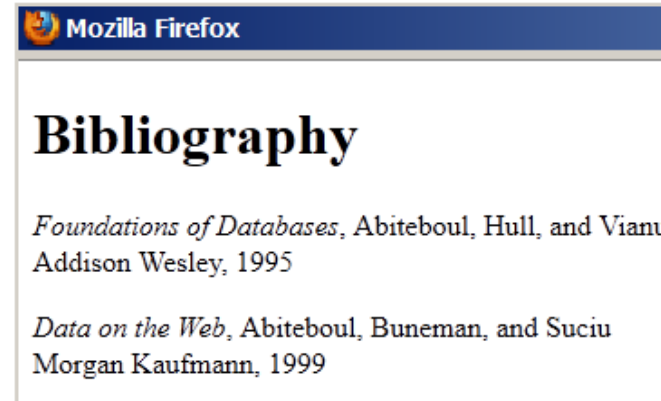 Mozilla Firefox
Bibliography
Foundations of Databases, Abiteboul, Hull, and Vianu
Addison Wesley, 1995
Data on the Web, Abiteboul, Buneman, and Suciu
Morgan Kaufmann, 1999